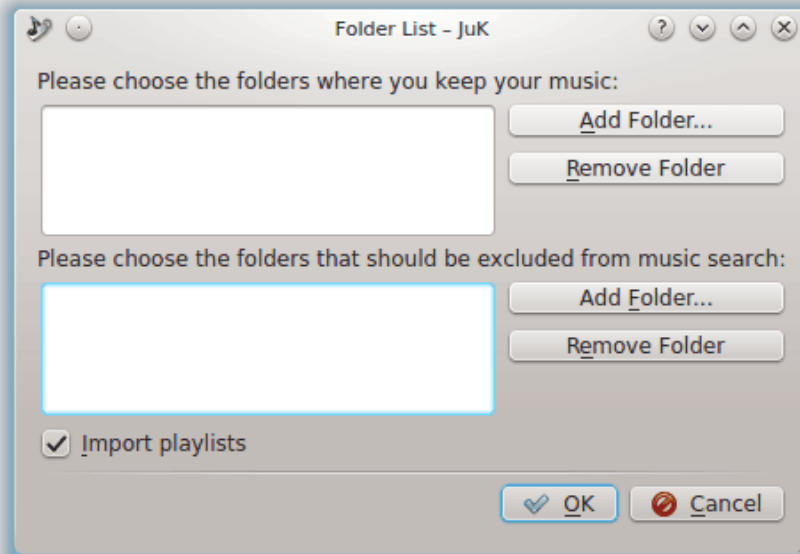 Folder List – JuK
Please choose the folders where you keep your music:
Add Folder...
Remove Folder
Please choose the folders that should be excluded from music search:
Add Folder...
Remove Folder
Import playlists
OK Cancel